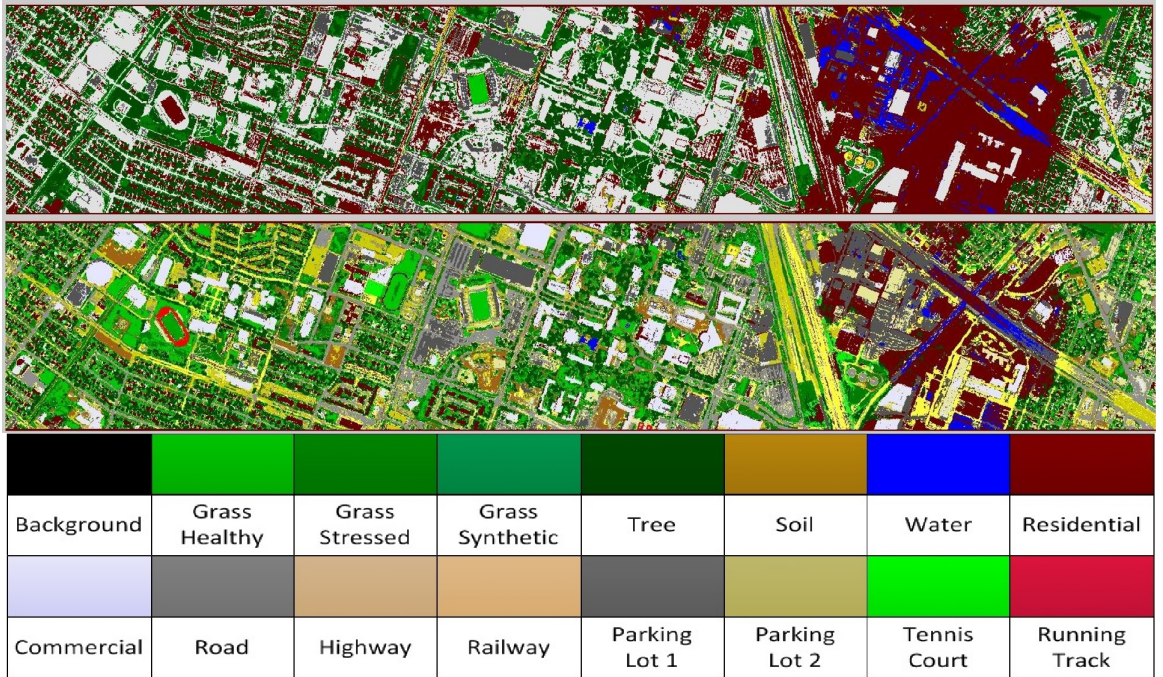 Background
Grass
Healthy
Grass
Stressed
Grass
Synthetic
Tree
Soil
Water
Residential
Commercial
Road
Highway
Railway
Parking
Lot 1
Parking
Lot 2
Tennis
Court
Running
Track